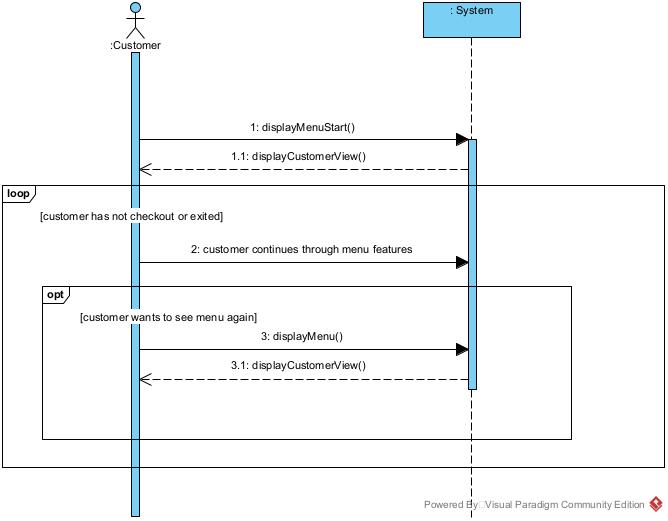 : System
:Customer
1: displayMenuStart()
1.1: displayCustomerView()
loop
[customer has not checkout or exited]
2: customer continues through menu features
opt
[customer wants to see menu again]
3: displayMenu()
3.1: displayCustomerView()
Powered By Visual Paradigm Community Edition